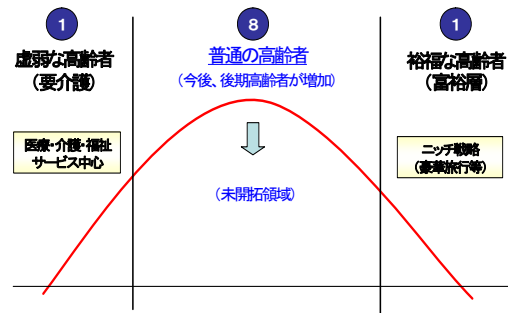 1
虚弱な高齢者
(要介護)
医療・介護・福祉
サービス中心
8
普通の高齢者
(今後、後期高齢者が増加)
(未開拓領域)
1
裕福な高齢者
(富裕層)
ニッチ戦略
(豪華旅行等)